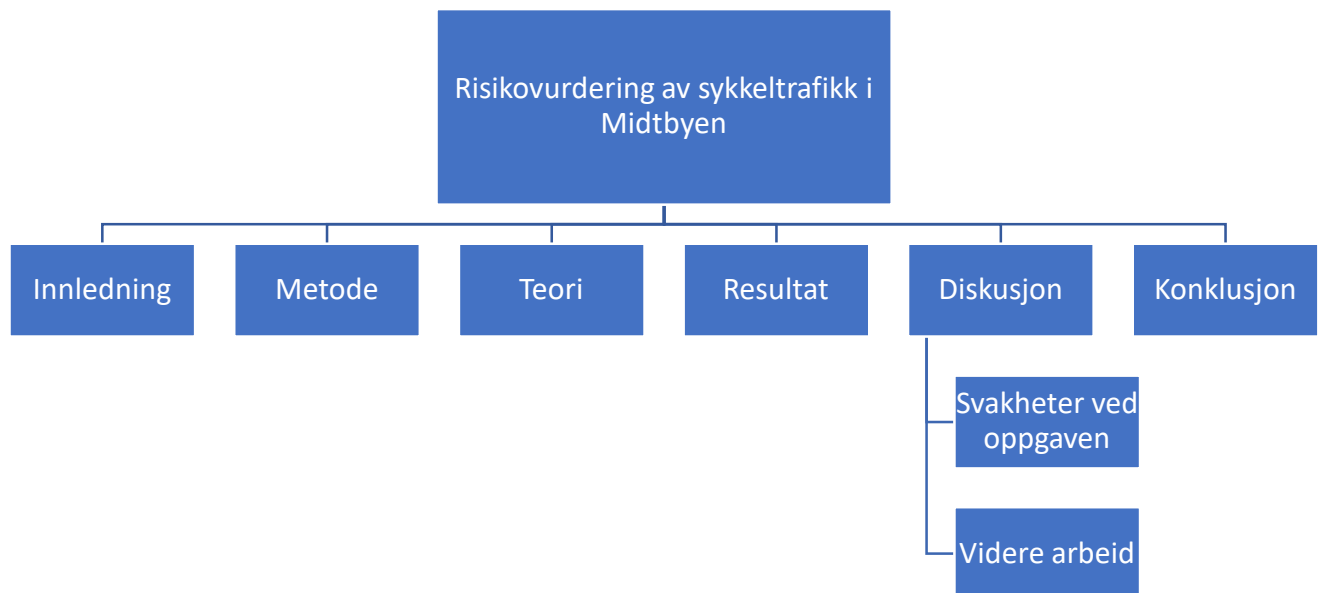 Risikovurdering av sykkeltrafikk i
Midtbyen
Innledning
Metode
Teori
Resultat
Diskusjon
Konklusjon
Svakheter ved
oppgaven
Videre arbeid